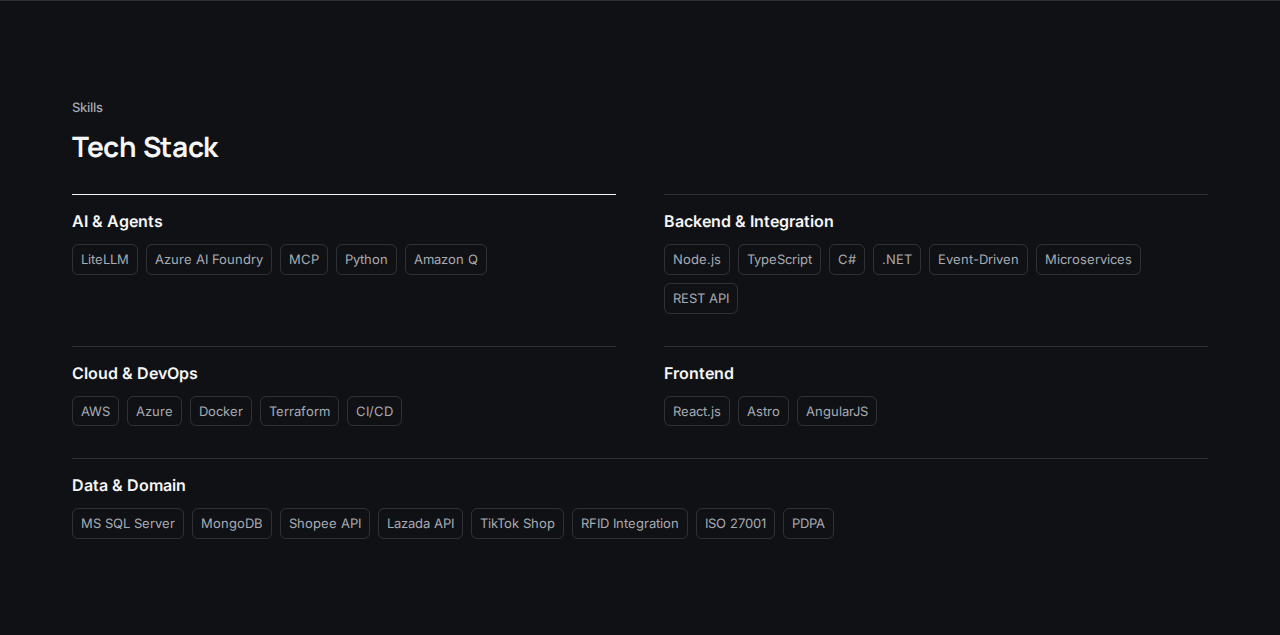 Skills
Tech Stack
AI & Agents
LiteLLM Azure AI Foundry MCP Python Amazon Q
Backend & Integration
Node.js TypeScript C# .NET Event-Driven Microservices
REST API
Cloud & DevOps
AWS Azure Docker Terraform CI/CD
Frontend
React.js Astro AngularJS
Data & Domain
MS SQL Server MongoDB Shopee API Lazada API TikTok Shop RFID Integration ISO 27001 PDPA